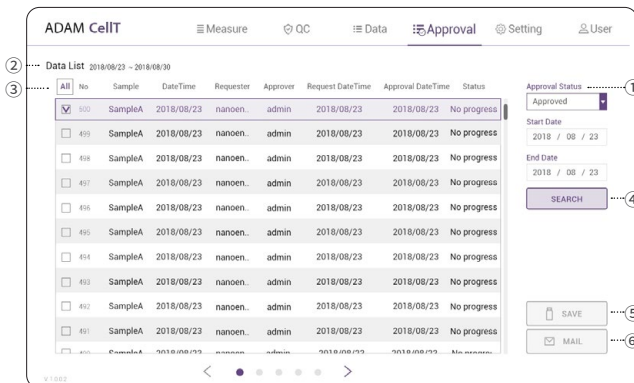 ADAM CellT Measure QC Data Approval Setting User
② Data List 2018/08/23 ~ 2018/08/30
③ All No Sample DateTime Requester Approver Request DateTime Approval DateTime Status
500 SampleA 2018/08/23 nanoen.. admin 2018/08/23 2018/08/23 No progress
499 SampleA 2018/08/23 nanoen.. admin 2018/08/23 2018/08/23 No progress
498 SampleA 2018/08/23 nanoen.. admin 2018/08/23 2018/08/23 No progress
497 SampleA 2018/08/23 nanoen.. admin 2018/08/23 2018/08/23 No progress
496 SampleA 2018/08/23 nanoen.. admin 2018/08/23 2018/08/23 No progress
495 SampleA 2018/08/23 nanoen.. admin 2018/08/23 2018/08/23 No progress
494 SampleA 2018/08/23 nanoen.. admin 2018/08/23 2018/08/23 No progress
493 SampleA 2018/08/23 nanoen.. admin 2018/08/23 2018/08/23 No progress
492 SampleA 2018/08/23 nanoen.. admin 2018/08/23 2018/08/23 No progress
491 SampleA 2018/08/23 nanoen.. admin 2018/08/23 2018/08/23 No progress
Approval Status ①
Approved
Start Date
2018 / 08 / 23
End Date
2018 / 08 / 23
SEARCH ④
SAVE ⑤
MAIL ⑥